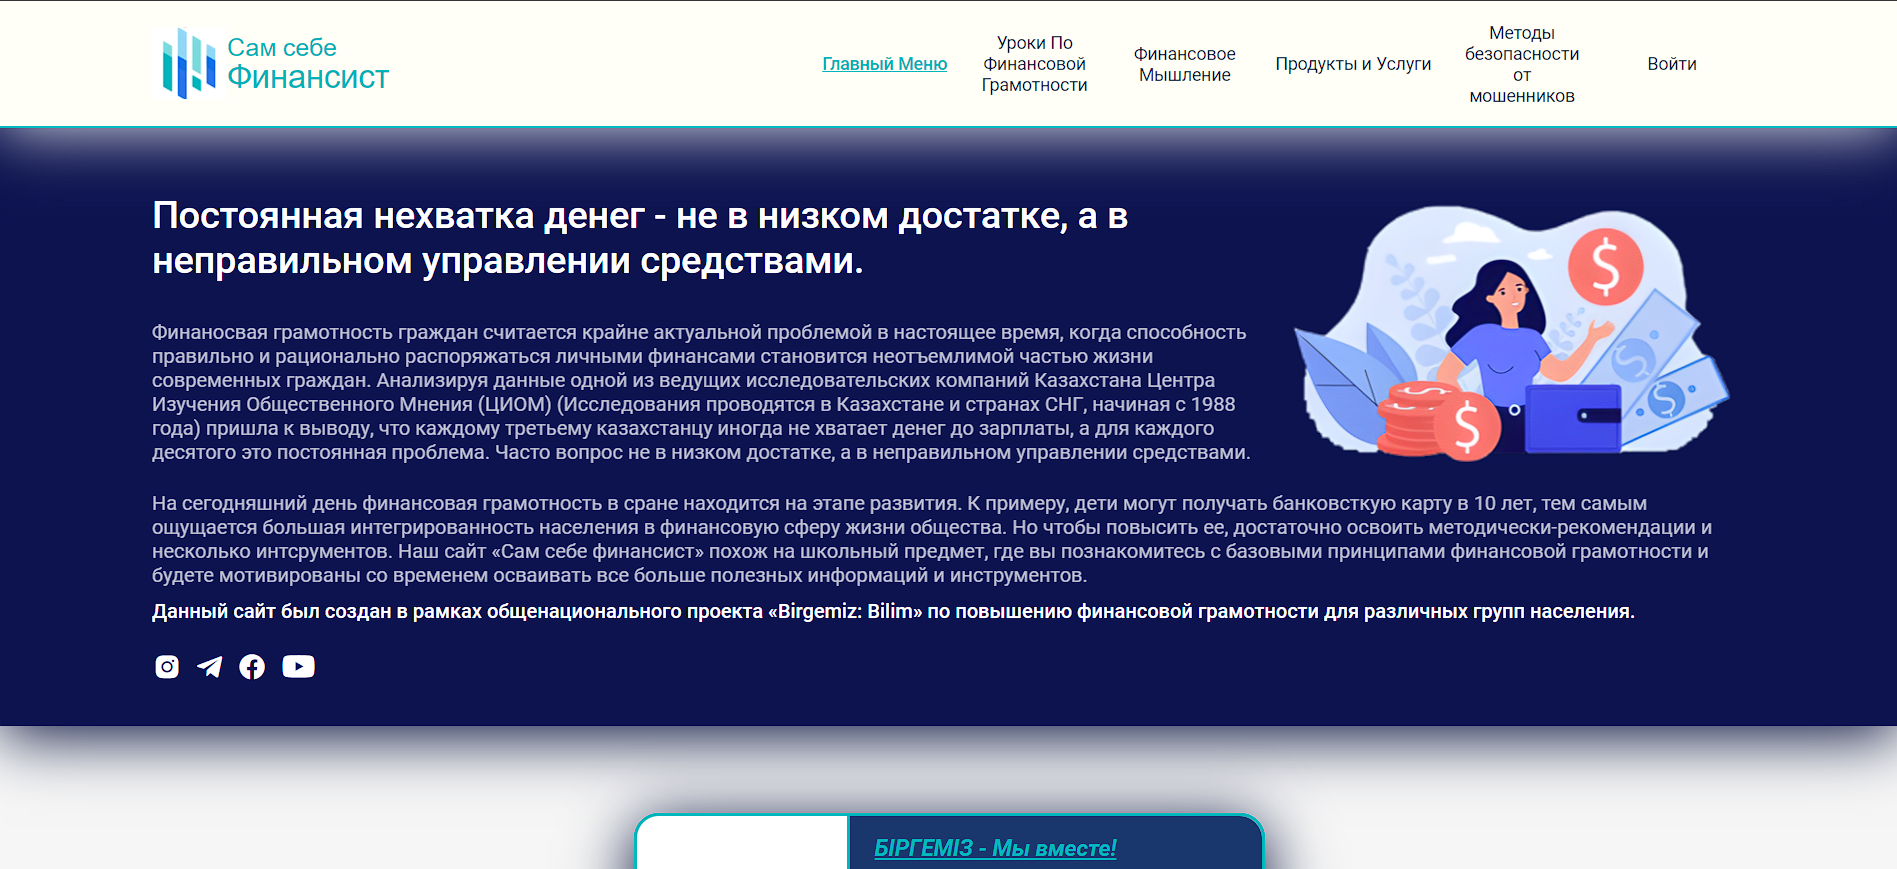 Сам себе
Финансист
Главный Меню
Уроки По
Финансовой
Грамотности
Финансовое
Мышление
Продукты и Услуги
Методы
безопасности
от
мошенников
Войти
Постоянная нехватка денег - не в низком достатке, а в
неправильном управлении средствами.
Финаносвая грамотность граждан считается крайне актуальной проблемой в настоящее время, когда способность
правильно и рационально распоряжаться личными финансами становится неотъемлимой частью жизни
современных граждан. Анализируя данные одной из ведущих исследовательских компаний Казахстана Центра
Изучения Общественного Мнения (ЦИОМ) (Исследования проводятся в Казахстане и странах СНГ, начиная с 1988
года) пришла к выводу, что каждому третьему казахстанцу иногда не хватает денег до зарплаты, а для каждого
десятого это постоянная проблема. Часто вопрос не в низком достатке, а в неправильном управлении средствами.
На сегодняшний день финансовая грамотность в сране находится на этапе развития. К примеру, дети могут получать банковсткую карту в 10 лет, тем самым
ощущается большая интегрированность населения в финансовую сферу жизни общества. Но чтобы повысить ее, достаточно освоить методически-рекомендации и
несколько интсрументов. Наш сайт «Сам себе финансист» похож на школьный предмет, где вы познакомитесь с базовыми принципами финансовой грамотности и
будете мотивированы со временем осваивать все больше полезных информаций и инструментов.
Данный сайт был создан в рамках общенационального проекта «Birgemiz: Bilim» по повышению финансовой грамотности для различных групп населения.
БІРГЕМІЗ - Мы вместе!